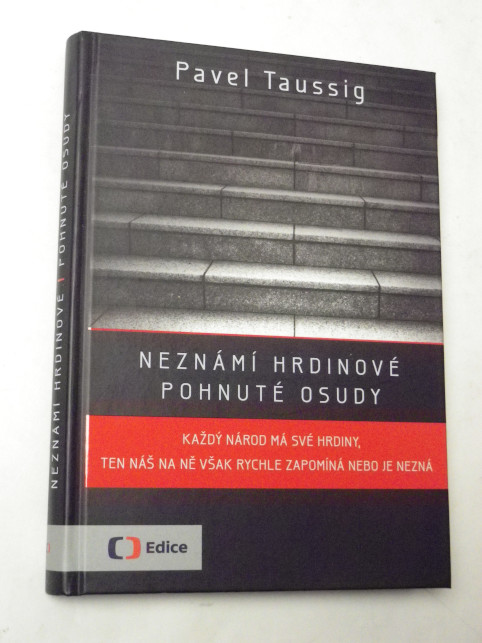 Pavel Taussig
NEZNÁMÍ HRDINOVÉ
POHNUTÉ OSUDY
KAŽDÝ NÁROD MÁ SVÉ HRDINY,
TEN NÁŠ NA NĚ VŠAK RYCHLE ZAPOMÍNÁ NEBO JE NEZNÁ
Edice
NEZNÁMÍ HRDINOVÉ | POHNUTÉ OSUDY